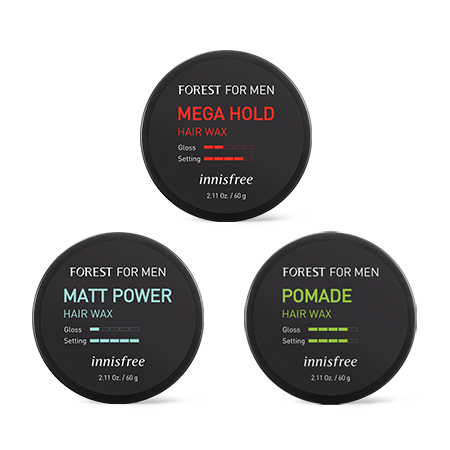 FOREST FOR MEN
MEGA HOLD
HAIR WAX
Gloss
Setting
innisfree
2.11 Oz. / 60 g
FOREST FOR MEN
MATT POWER
HAIR WAX
Gloss
Setting
innisfree
2.11 Oz. / 60 g
FOREST FOR MEN
POMADE
HAIR WAX
Gloss
Setting
innisfree
2.11 Oz. / 60 g